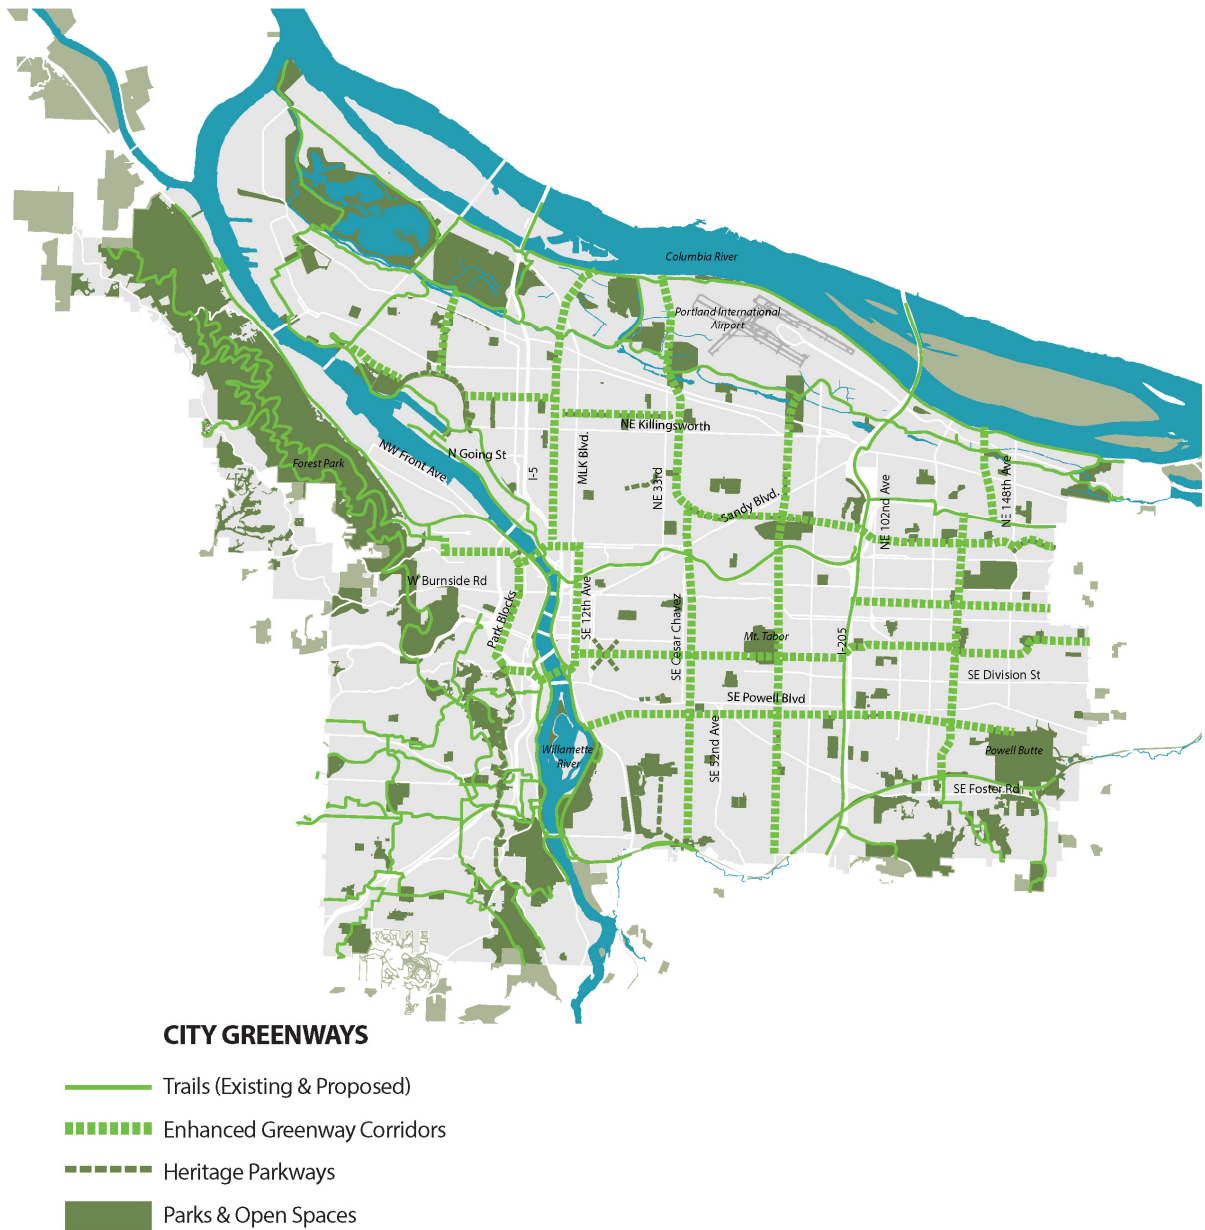 Columbia River
Portland International
Airport
NE Killingsworth
N Going St
NW Front Ave
Forest Park
I-5
MLK Blvd.
NE 33rd
Sandy Blvd.
NE 102nd Ave
NE 148th Ave
W Burnside Rd
Park Blocks
SE 12th Ave
SE Cesar Chavez
Mt. Tabor
I-205
SE Division St
SE Powell Blvd
SE 52nd Ave
Willamette
River
Powell Butte
SE Foster Rd
CITY GREENWAYS
Trails (Existing & Proposed)
Enhanced Greenway Corridors
Heritage Parkways
Parks & Open Spaces